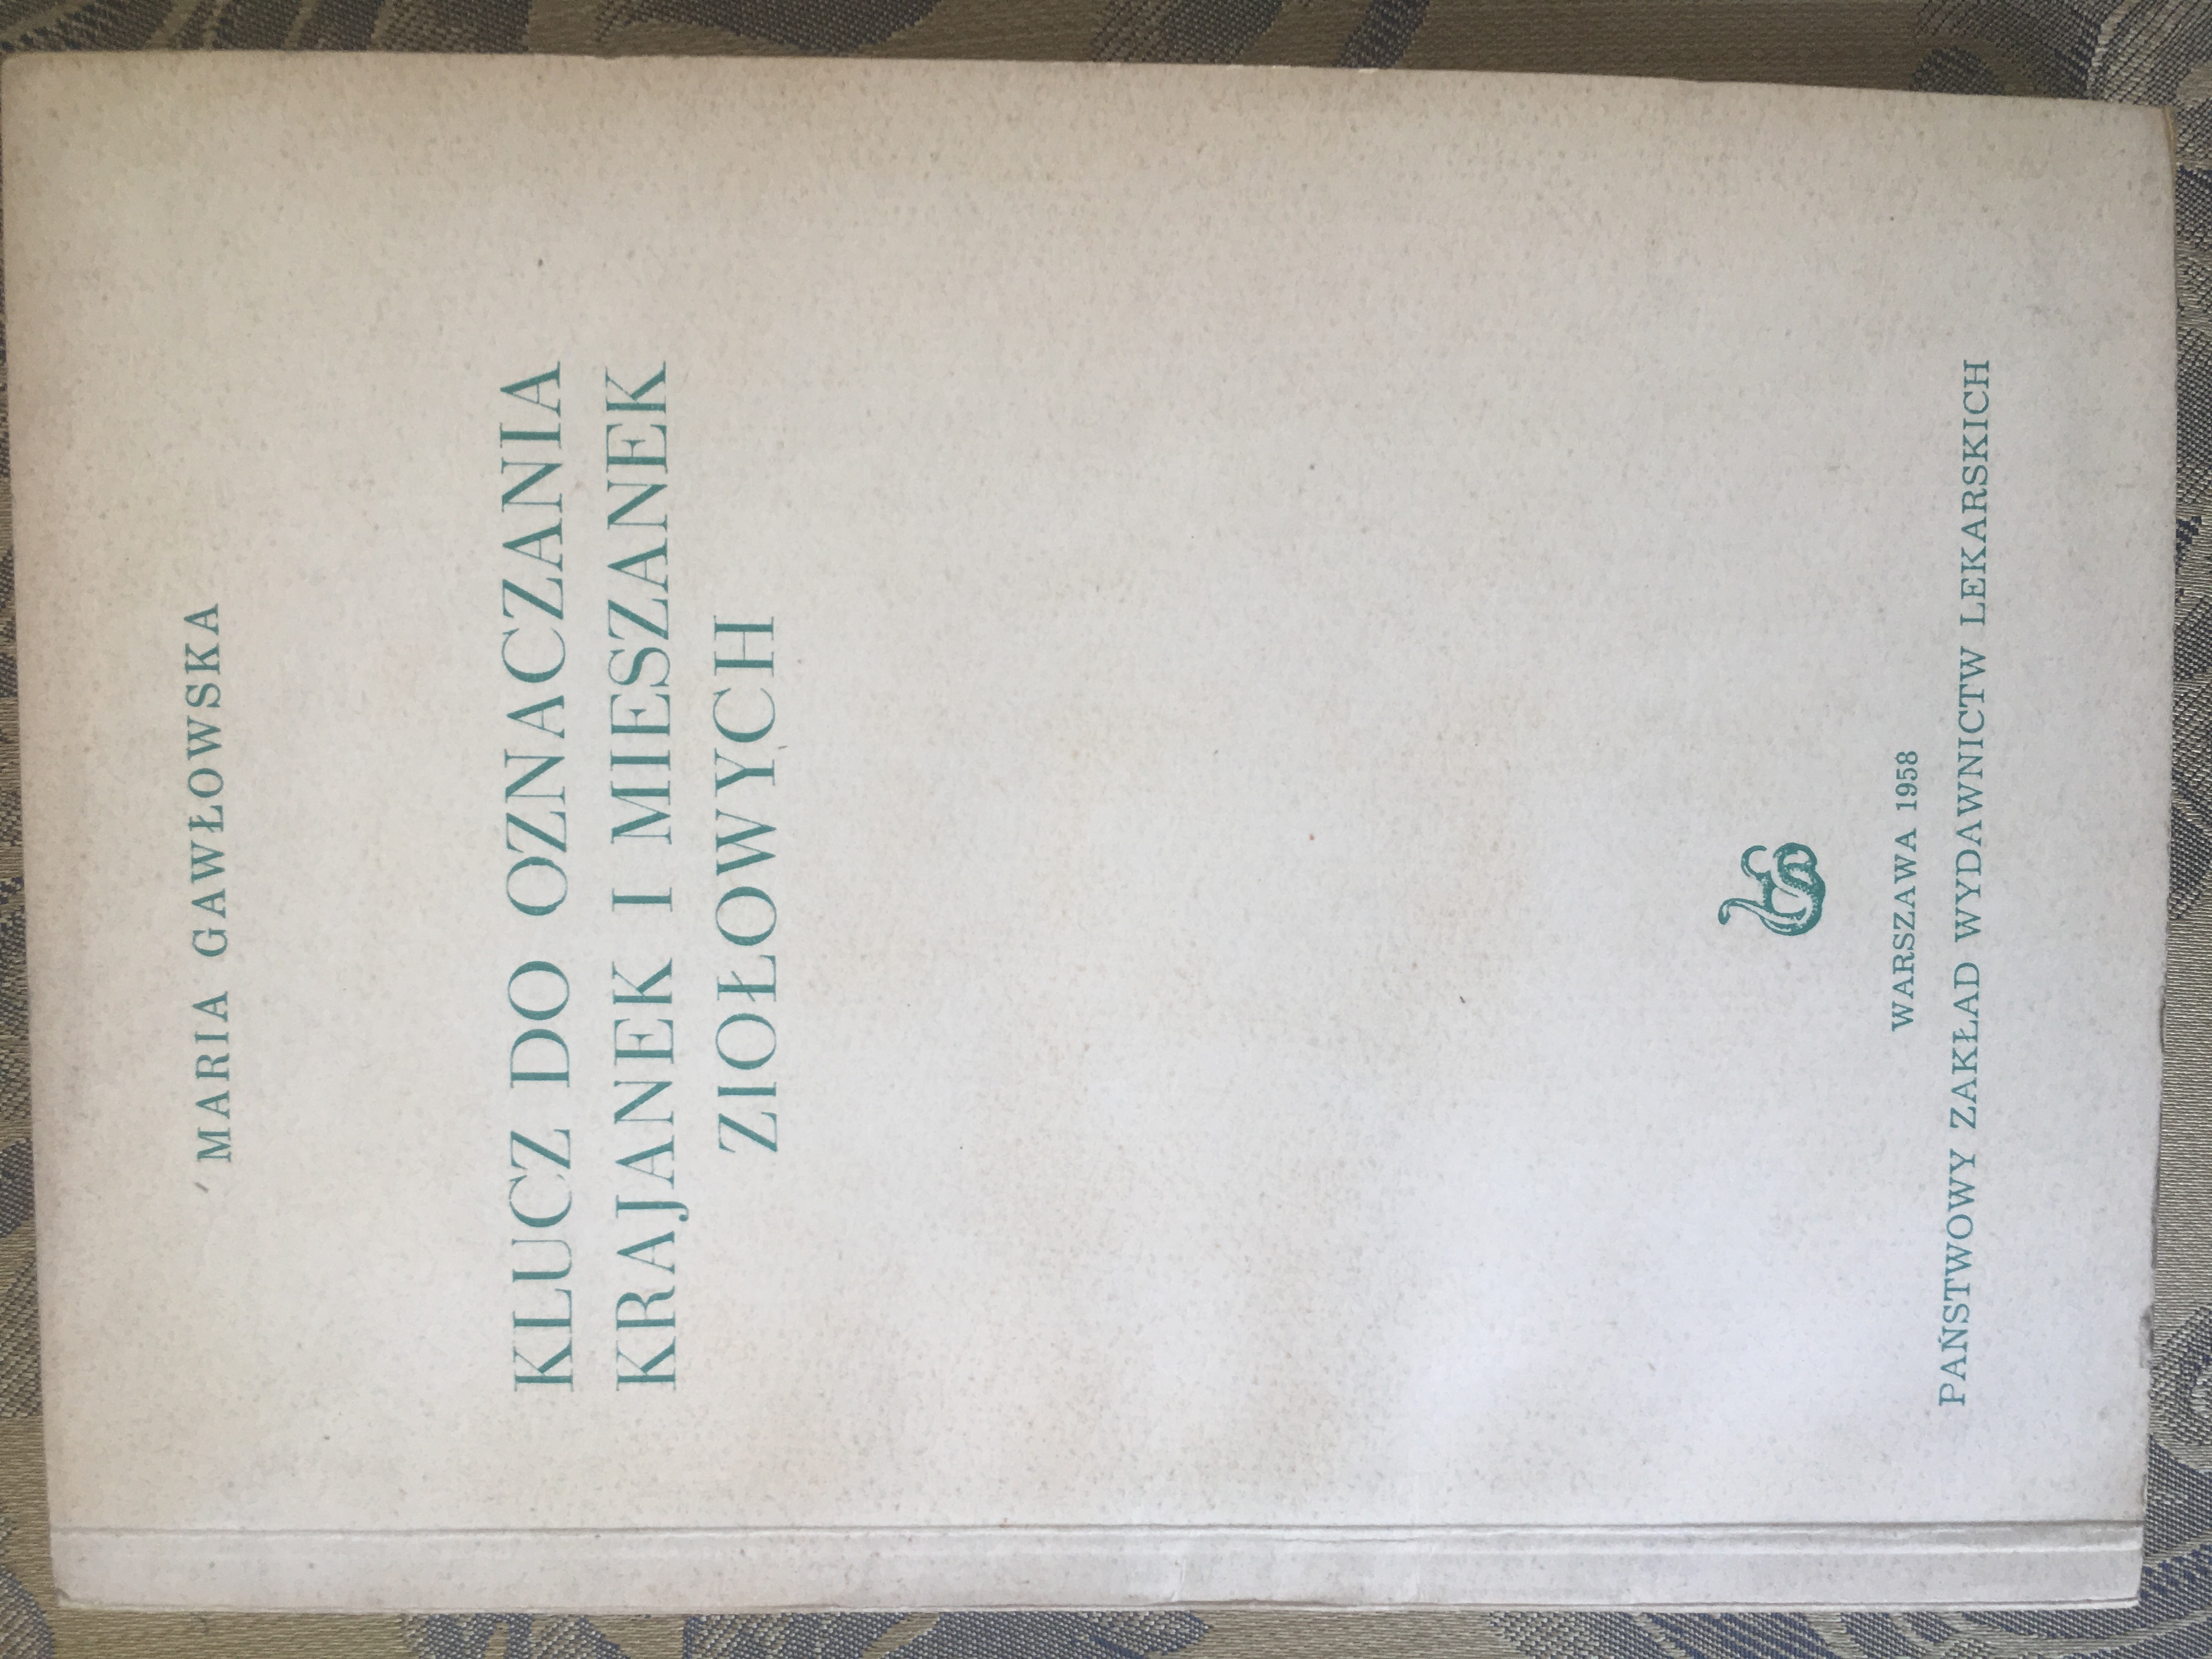 MARIA GAWŁOWSKA
KLUCZ DO OZNACZANIA
KRAJANEK I MIESZANEK
ZIOŁOWYCH
WARSZAWA 1958
PAŃSTWOWY ZAKŁAD WYDAWNICTW LEKARSKICH